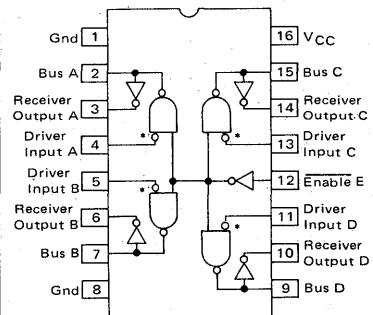 Gnd 1
Bus A 2
Receiver
Output A 3
Driver
Input A 4
*
Driver
Input B 5
*
Receiver
Output B 6
Bus B 7
Gnd 8
16 VCC
15 Bus C
14 Receiver
Output C
*
13 Driver
Input C
12 Enable E
11 Driver
Input D
*
10 Receiver
Output D
9 Bus D